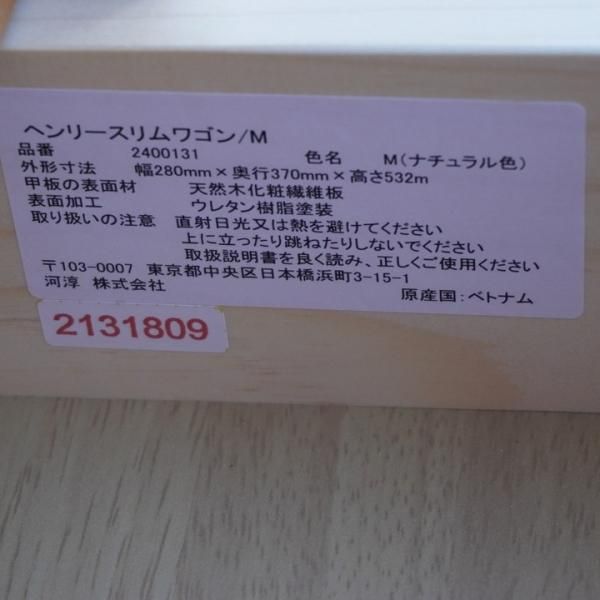 ヘンリースリムワゴン/M
品番 2400131 色名 M(ナチュラル色)
外形寸法 幅280mm×奥行370mm×高さ532m
甲板の表面材 天然木化粧繊維板
表面加工 ウレタン樹脂塗装
取り扱いの注意 直射日光又は熱を避けてください
上に立ったり跳ねたりしないでください
取扱説明書を良く読み、正しくご使用ください
〒103-0007 東京都中央区日本橋浜町3-15-1
河淳 株式会社 原産国:ベトナム
2131809